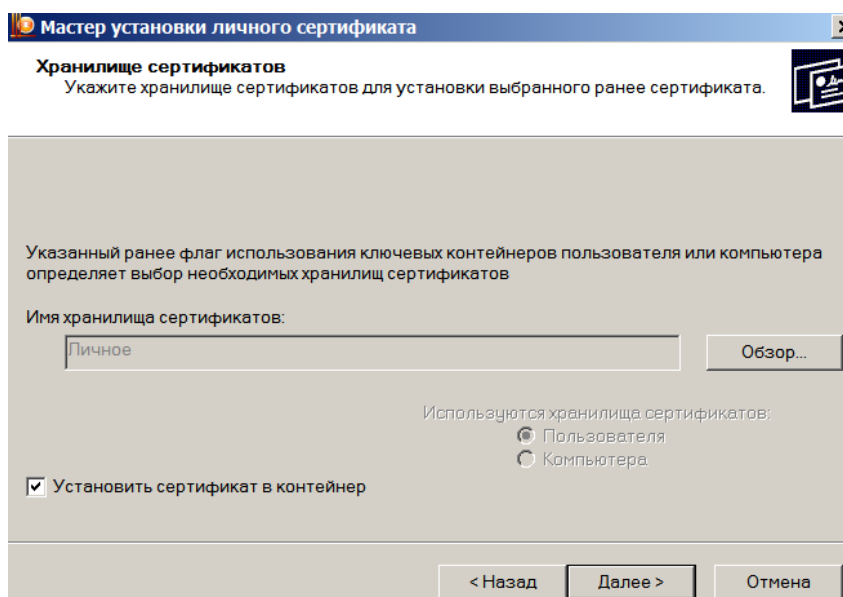 Мастер установки личного сертификата
Хранилище сертификатов
Укажите хранилище сертификатов для установки выбранного ранее сертификата.
Указанный ранее флаг использования ключевых контейнеров пользователя или компьютера
определяет выбор необходимых хранилищ сертификатов
Имя хранилища сертификатов:
Личное
Обзор...
Используются хранилища сертификатов:
Пользователя
Компьютера
Установить сертификат в контейнер
< Назад
Далее >
Отмена